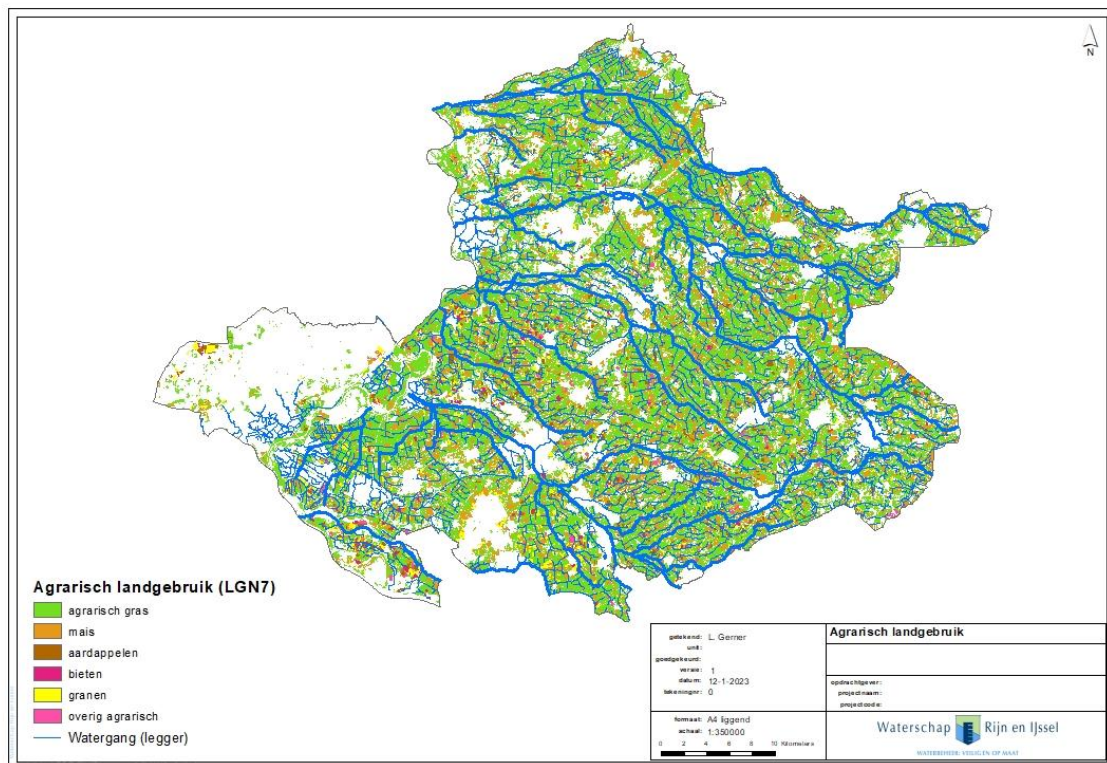 N
Agrarisch landgebruik (LGN7)
agrarisch gras
mais
aardappelen
bieten
granen
overig agrarisch
Watergang (legger)
getekend: L. Gerner
unit:
goedgekeurd:
versie: 1
datum: 12-1-2023
tekeningnr: 0
formaat: A4 liggend
schaal: 1:350000
0 2 4 6 8 10 Kilometers
Agrarisch landgebruik
opdrachtgever:
projectnaam:
projectcode:
Waterschap Rijn en IJssel
WATERBEHEER: VEILIG EN OP MAAT